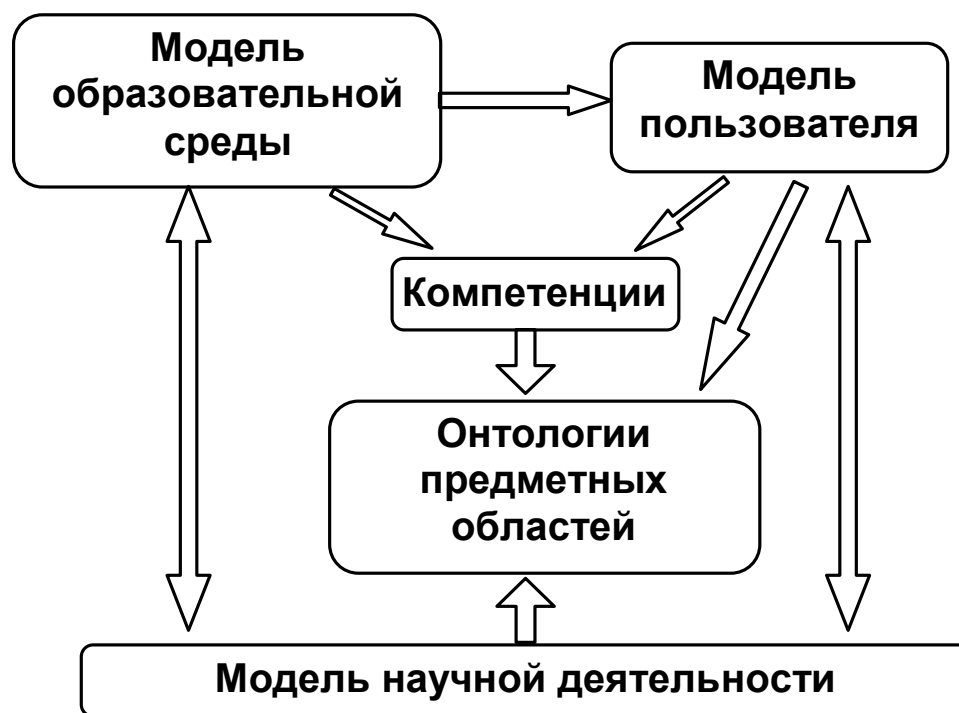 Модель
образовательной
среды
Модель
пользователя
Компетенции
Онтологии
предметных
областей
Модель научной деятельности